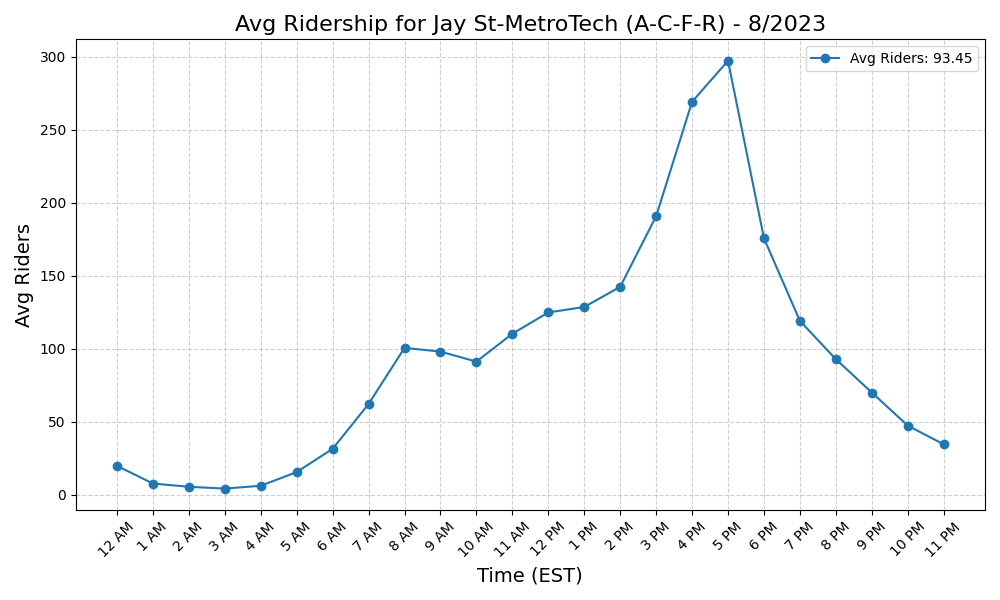 Avg Ridership for Jay St-MetroTech (A-C-F-R) - 8/2023
Avg Riders: 93.45
Avg Riders
300
250
200
150
100
50
0
12 AM
1 AM
2 AM
3 AM
4 AM
5 AM
6 AM
7 AM
8 AM
9 AM
10 AM
11 AM
12 PM
1 PM
2 PM
3 PM
4 PM
5 PM
6 PM
7 PM
8 PM
9 PM
10 PM
11 PM
Time (EST)